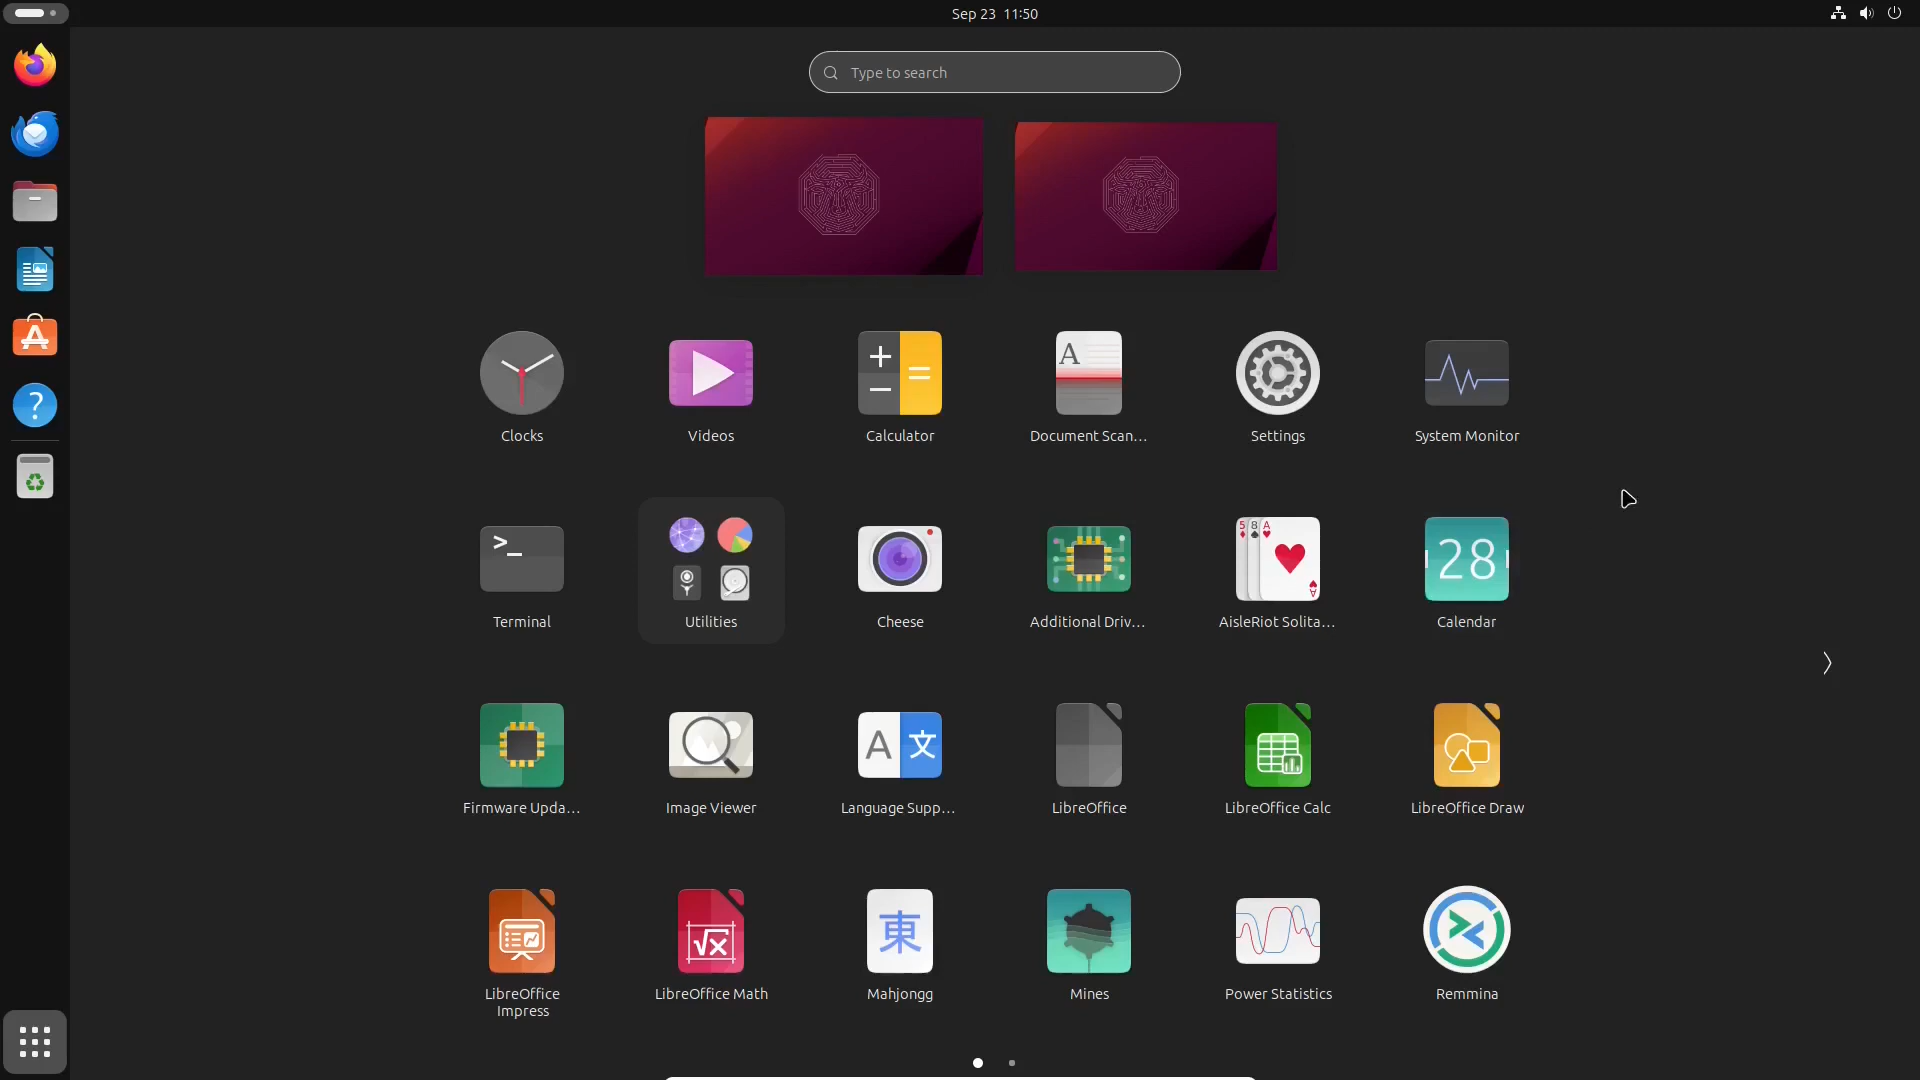 Sep 23 11:50
Type to search
Clocks
Videos
Calculator
Document Scan...
Settings
System Monitor
Terminal
Utilities
Cheese
Additional Driv...
AisleRiot Solita...
28
Calendar
Firmware Upda...
Image Viewer
Language Supp...
LibreOffice
LibreOffice Calc
LibreOffice Draw
LibreOffice
Impress
LibreOffice Math
東
Mahjongg
Mines
Power Statistics
Remmina